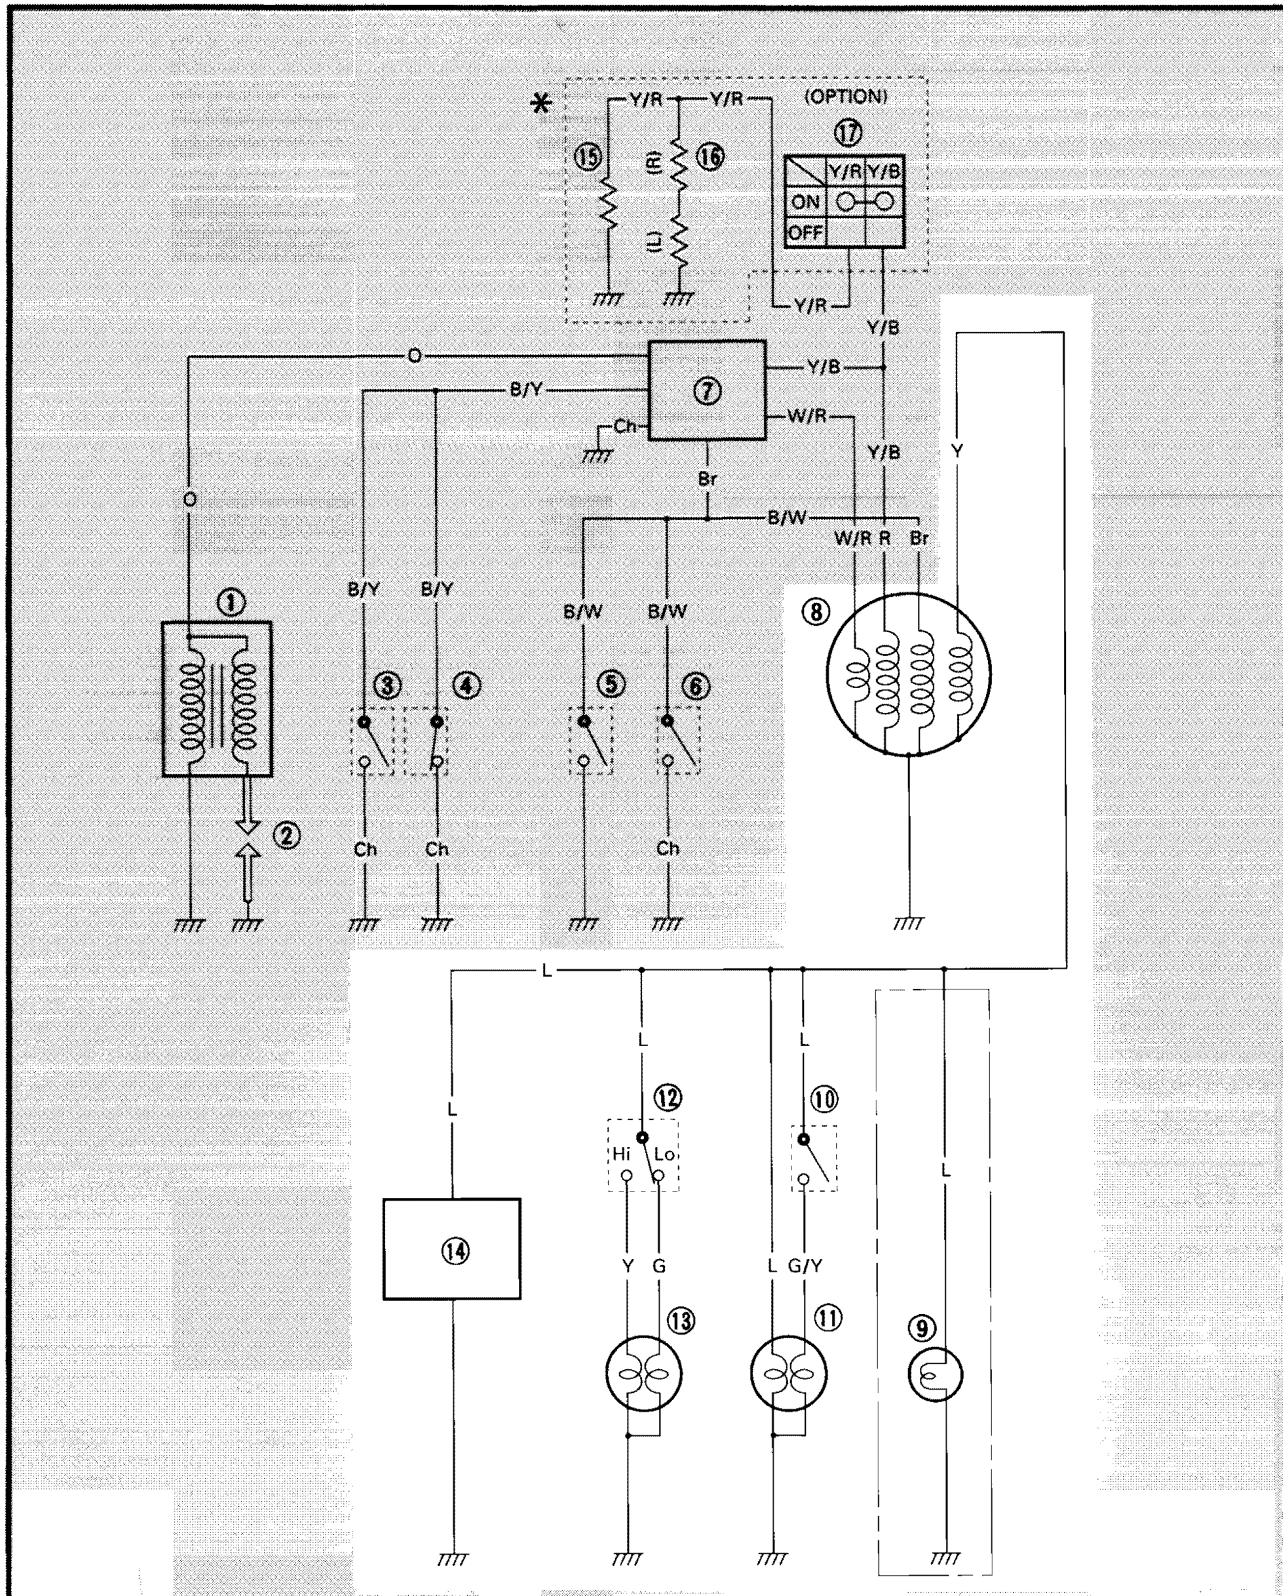 *
Y/R Y/R (OPTION)
⑮ (R) ⑯ ⑰
Y/R Y/B
ON
OFF
(L)
Y/R
Y/B
O
B/Y
⑦
Y/B
W/R
Ch
Y/B
Y
Br
O
B/W
W/R R Br
B/Y B/Y
B/W B/W
① ⑧
③ ④ ⑤ ⑥
②
Ch Ch Ch
L
L L
L
⑫ ⑩
Hi Lo
L
⑭
Y G L G/Y
⑬ ⑪ ⑨